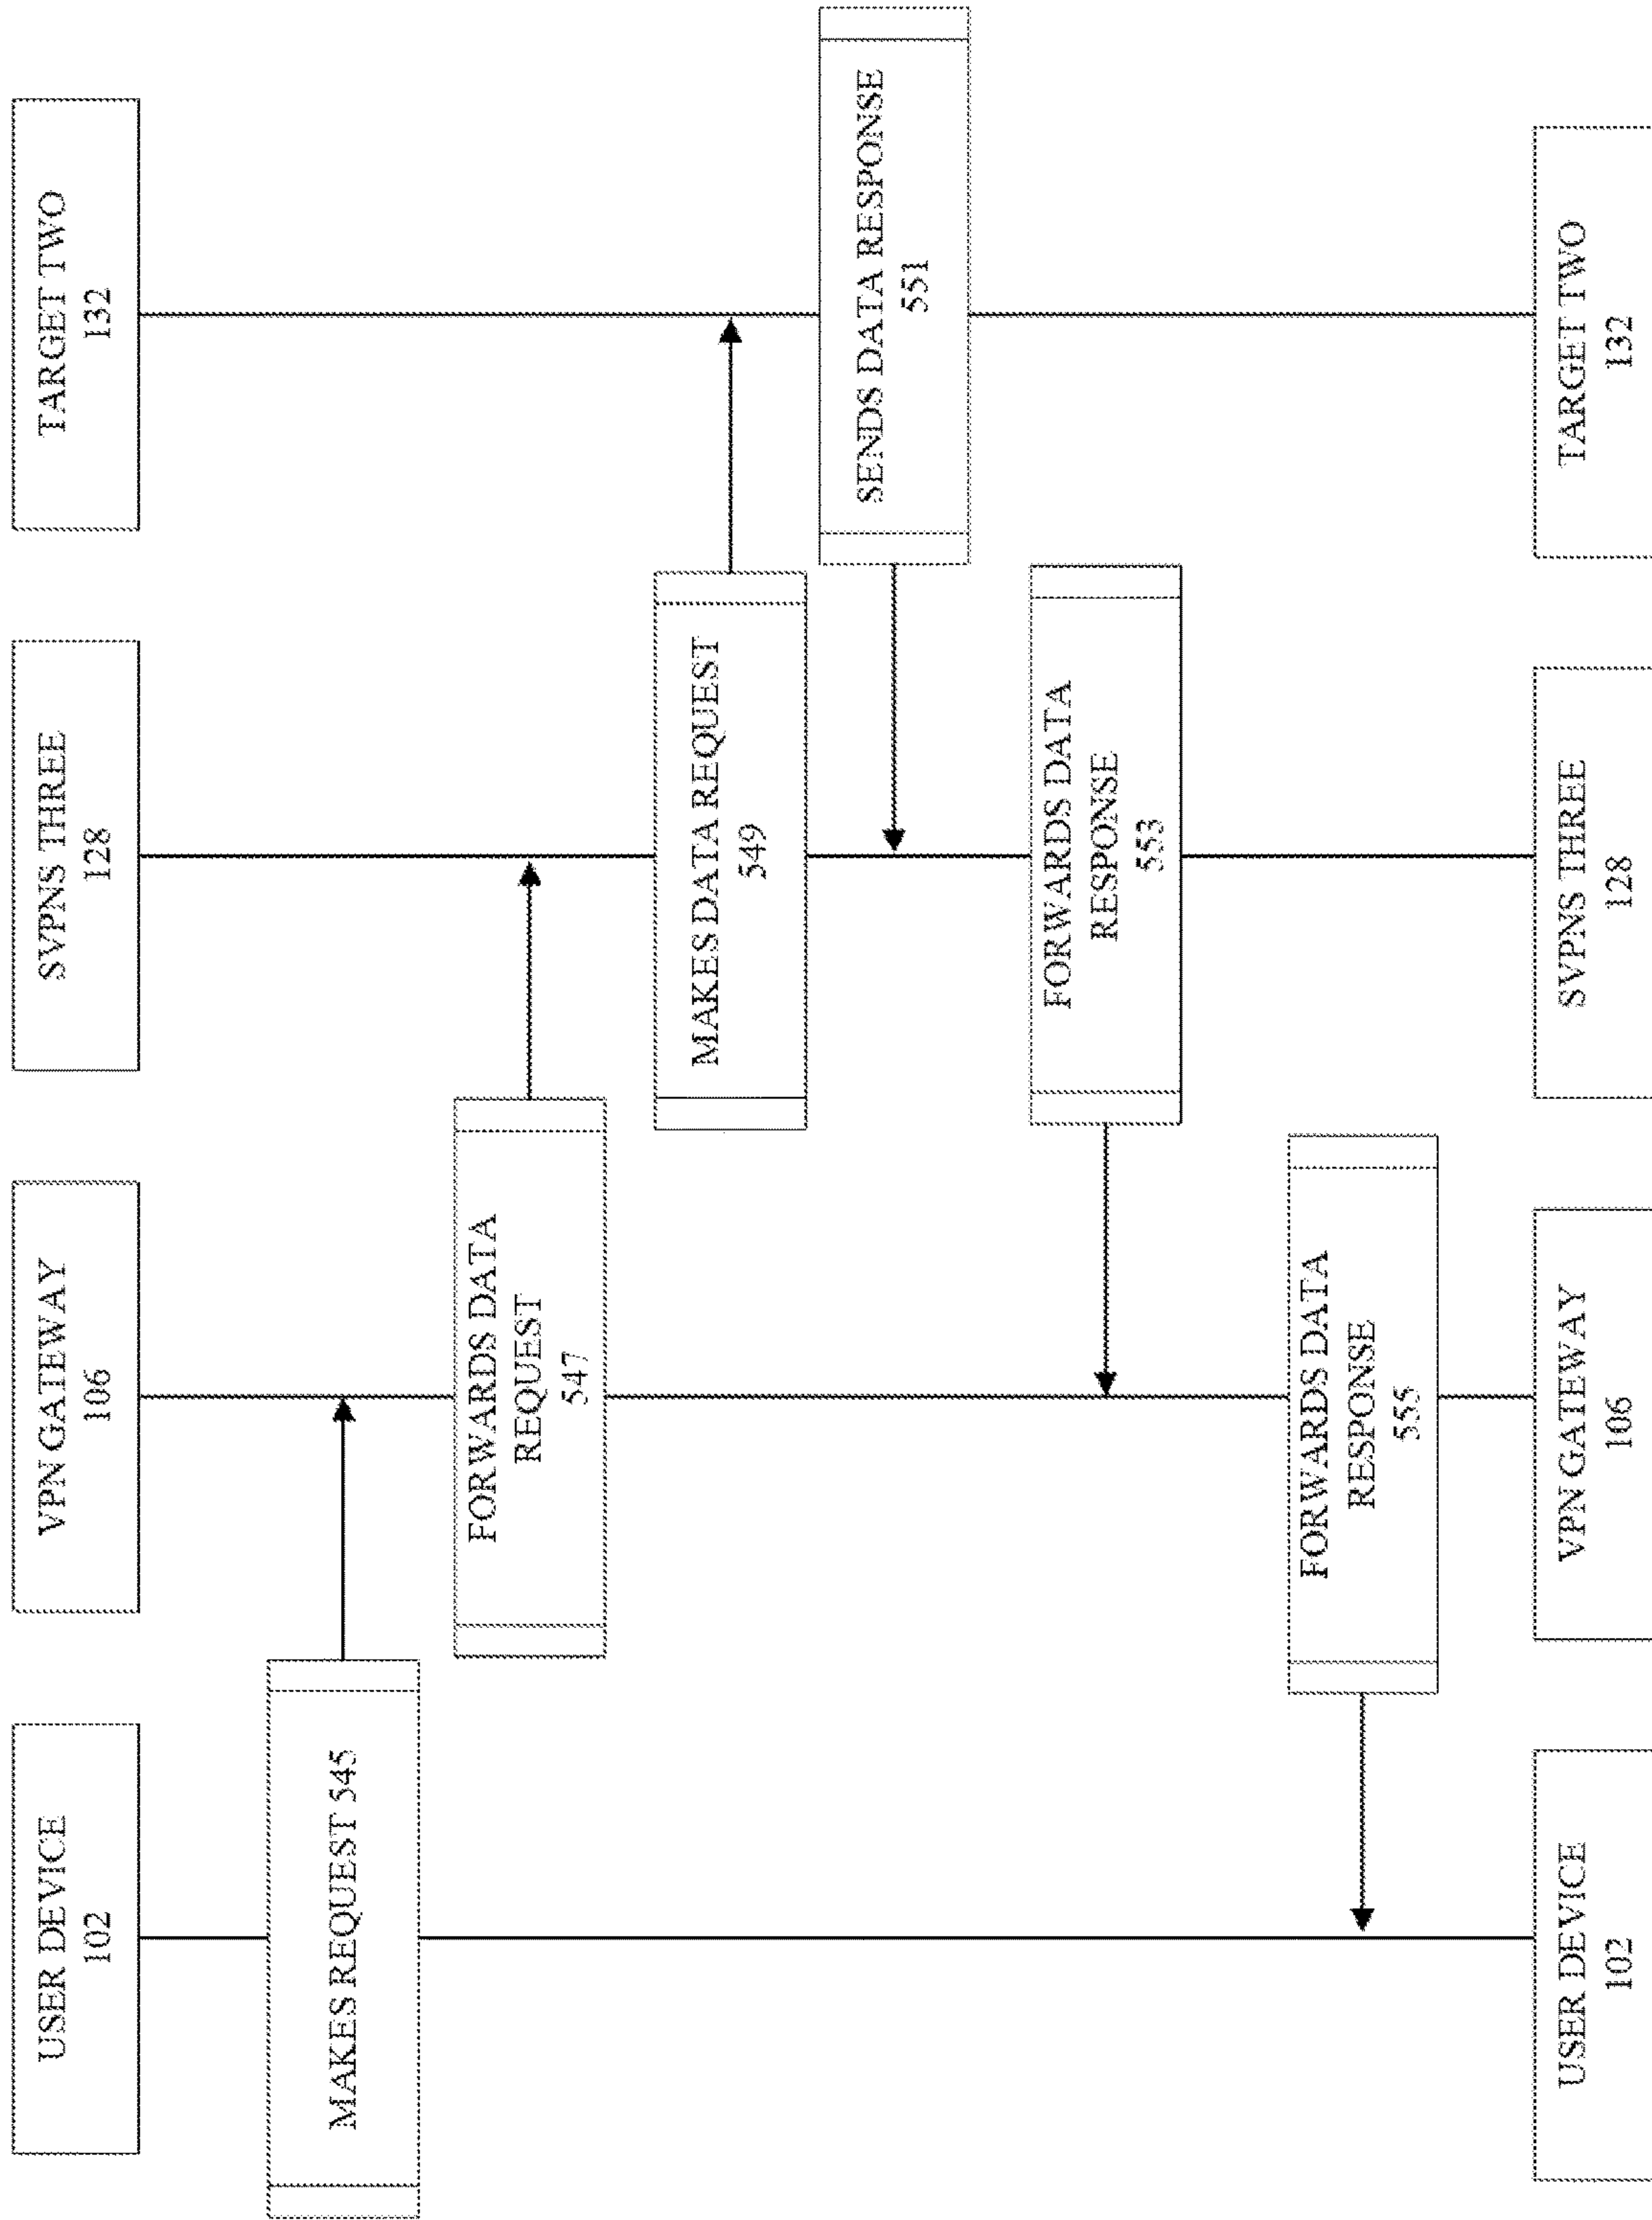 USER DEVICE
102
VPN GATEWAY
106
SVPNS THREE
128
TARGET TWO
132
MAKES REQUEST 545
FORWARDS DATA
REQUEST
547
MAKES DATA REQUEST
549
SENDS DATA RESPONSE
551
FORWARDS DATA
RESPONSE
553
FORWARDS DATA
RESPONSE
555
USER DEVICE
102
VPN GATEWAY
106
SVPNS THREE
128
TARGET TWO
132